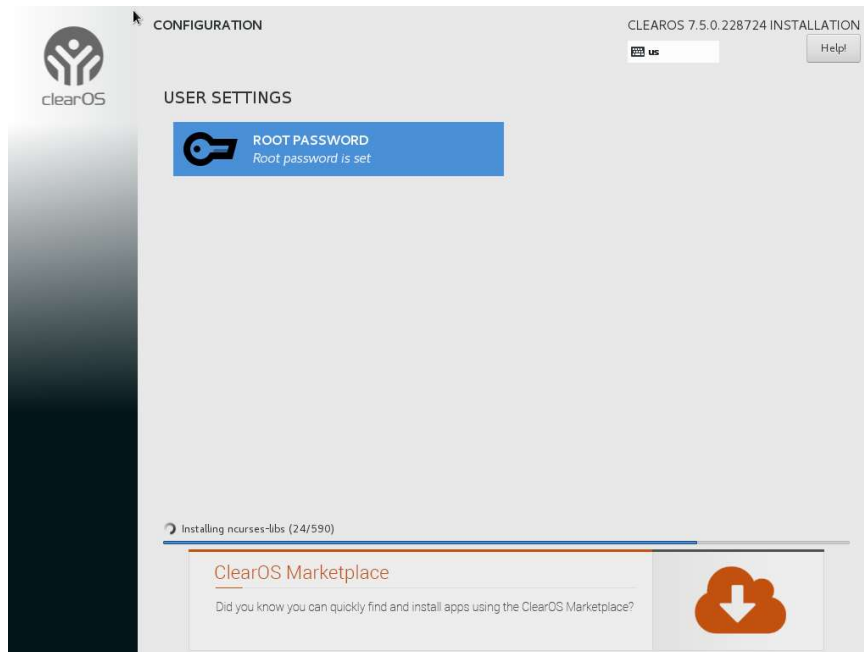 CONFIGURATION
CLEAROS 7.5.0.228724 INSTALLATION
us
Help!
clearOS
USER SETTINGS
ROOT PASSWORD
Root password is set
Installing ncurses-libs (24/590)
ClearOS Marketplace
Did you know you can quickly find and install apps using the ClearOS Marketplace?